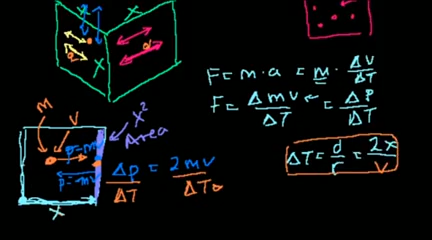 x
x
x
F = m · a = m · ΔV/ΔT
F = Δmv/ΔT = ΔP/ΔT
m
v
x² Area
p=mv
p=-mv
x
Δp/ΔT = 2mv/ΔT
ΔT = d/r = 2x/v